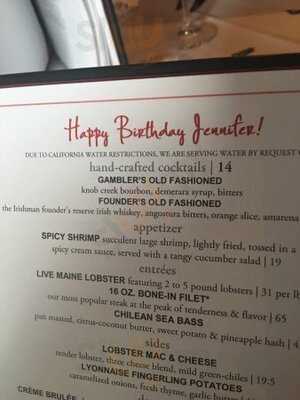 Happy Birthday Jennifer!
DUE TO CALIFORNIA WATER RESTRICTIONS, WE ARE SERVING WATER BY REQUEST
hand-crafted cocktails | 14
GAMBLER'S OLD FASHIONED
knob creek bourbon, demerara syrup, bitters
FOUNDER'S OLD FASHIONED
the Irishman founder's reserve irish whiskey, angostura bitters, orange slice, amarena
appetizer
SPICY SHRIMP succulent large shrimp, lightly fried, tossed in a
spicy cream sauce, served with a tangy cucumber salad | 19
entrées
LIVE MAINE LOBSTER featuring 2 to 5 pound lobsters | 31 per
16 OZ. BONE-IN FILET*
our most popular steak at the peak of tenderness & flavor | 65
CHILEAN SEA BASS
pan roasted, citrus-coconut butter, sweet potato & pineapple hash |
sides
LOBSTER MAC & CHEESE
tender lobster, three cheese blend, mild green-chiles | 19.5
LYONNAISE FINGERLING POTATOES
caramelized onions, fresh thyme, garlic butter
CRÈME BRULÉE